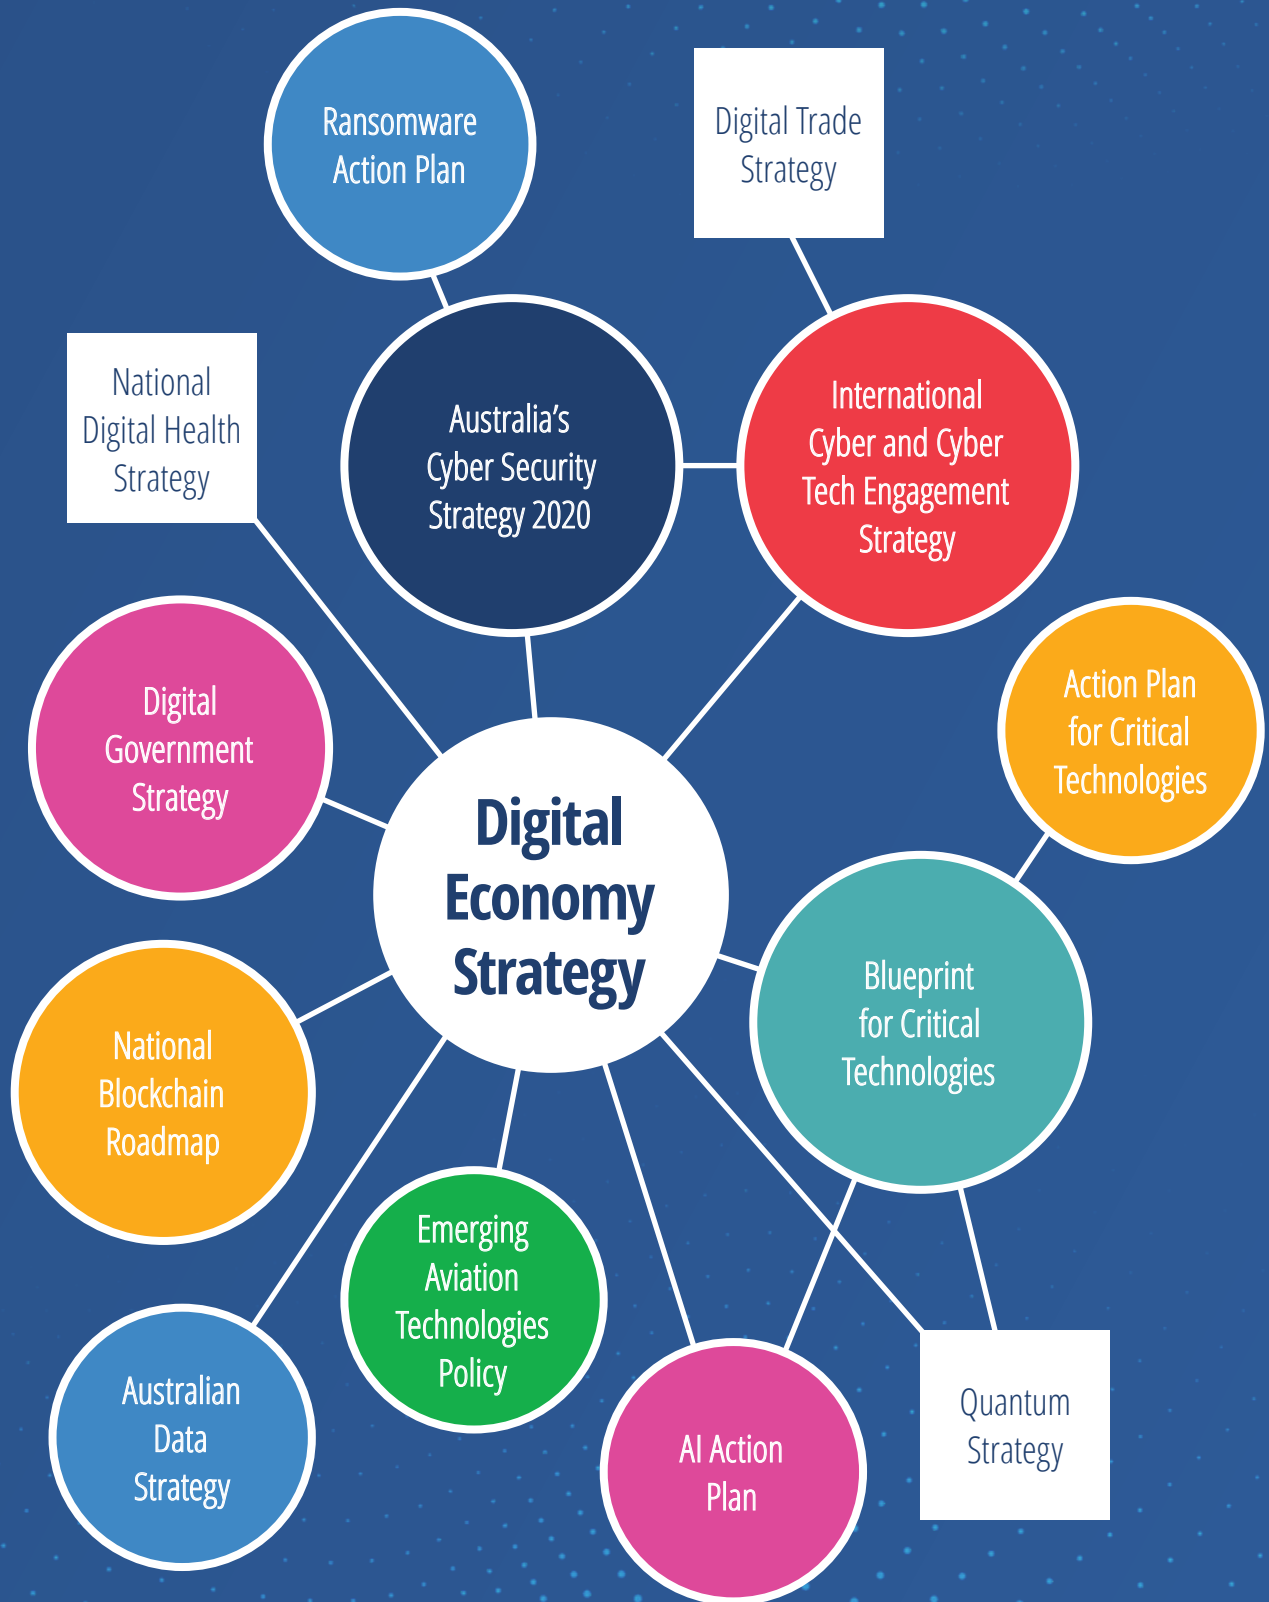 Ransomware
Action Plan
Digital Trade
Strategy
National
Digital Health
Strategy
Australia’s
Cyber Security
Strategy 2020
International
Cyber and Cyber
Tech Engagement
Strategy
Digital
Government
Strategy
Action Plan
for Critical
Technologies
Digital
Economy
Strategy
Blueprint
for Critical
Technologies
National
Blockchain
Roadmap
Emerging
Aviation
Technologies
Policy
Australian
Data
Strategy
AI Action
Plan
Quantum
Strategy